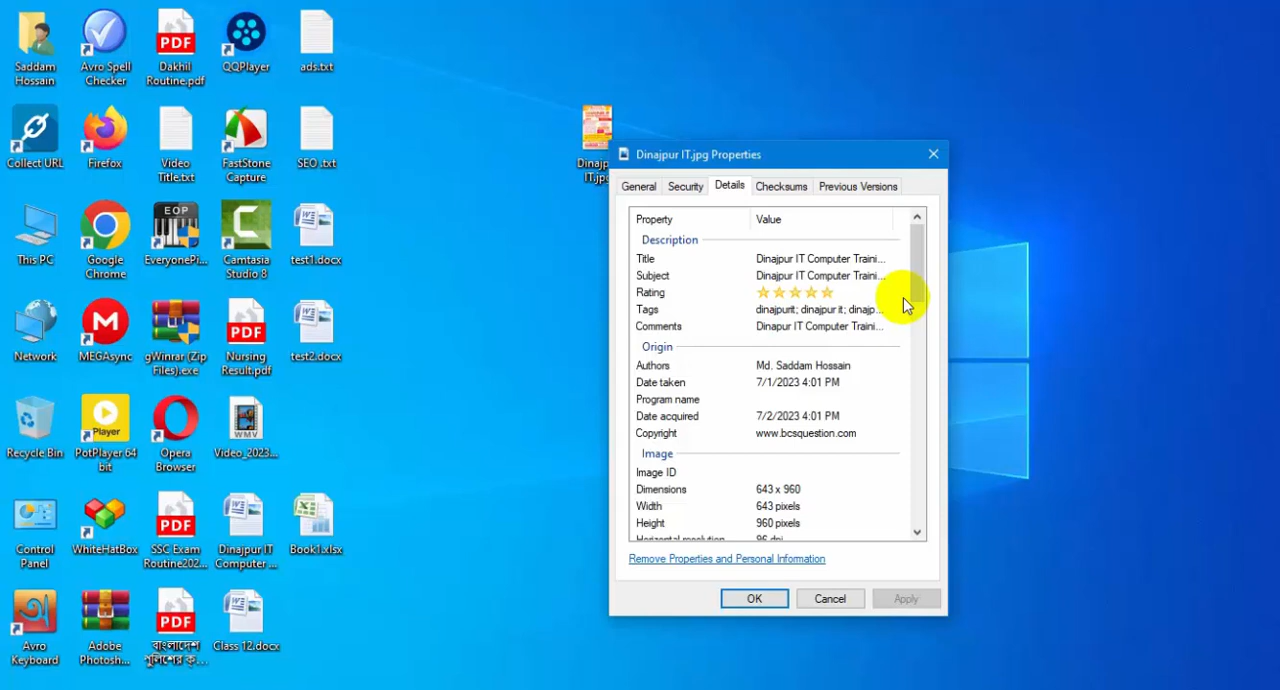 Saddam
Hossain
Avro Spell
Checker
PDF
Dakhil
Routine.pdf
QQPlayer
ads.txt
Collect URL
Firefox
Video
Title.txt
FastStone
Capture
SEO .txt
Dinajp
IT.jpg
This PC
Google
Chrome
EOP
EveryonePi...
C
Camtasia
Studio 8
W
test1.docx
Network
M
MEGAsync
gWinrar (Zip
Files).exe
PDF
Nursing
Result.pdf
W
test2.docx
Recycle Bin
Player
PotPlayer 64
bit
Opera
Browser
WMV
Video_2023...
Control
Panel
WhiteHatBox
PDF
SSC Exam
Routine202...
W
Dinajpur IT
Computer ...
X
Book1.xlsx
অ
Avro
Keyboard
Adobe
Photosh...
PDF
বাংলাদেশ
পুলিশের ক্...
W
Class 12.docx
Dinajpur IT.jpg Properties
General Security Details Checksums Previous Versions
Property Value
Description
Title Dinajpur IT Computer Traini...
Subject Dinajpur IT Computer Traini...
Rating
Tags dinajpurit; dinajpur it; dinajp...
Comments Dinapur IT Computer Traini...
Origin
Authors Md. Saddam Hossain
Date taken 7/1/2023 4:01 PM
Program name
Date acquired 7/2/2023 4:01 PM
Copyright www.bcsquestion.com
Image
Image ID
Dimensions 643 x 960
Width 643 pixels
Height 960 pixels
Horizontal resolution 96 dpi
Remove Properties and Personal Information
OK Cancel Apply